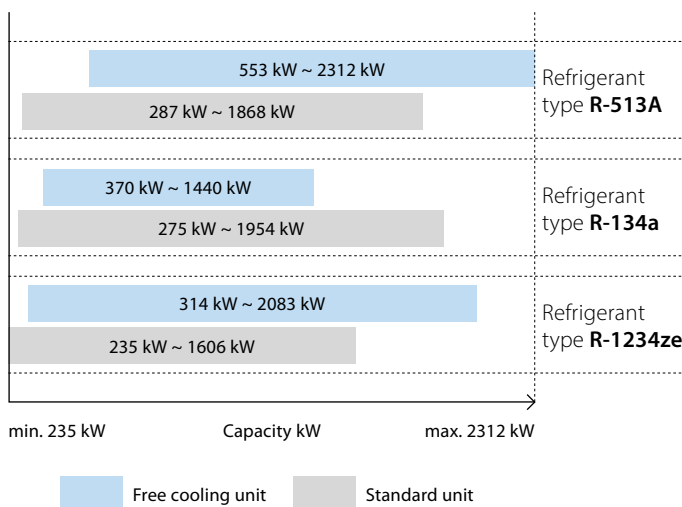 553 kW ~ 2312 kW
287 kW ~ 1868 kW
Refrigerant
type R-513A
370 kW ~ 1440 kW
275 kW ~ 1954 kW
Refrigerant
type R-134a
314 kW ~ 2083 kW
235 kW ~ 1606 kW
Refrigerant
type R-1234ze
min. 235 kW Capacity kW max. 2312 kW
Free cooling unit Standard unit